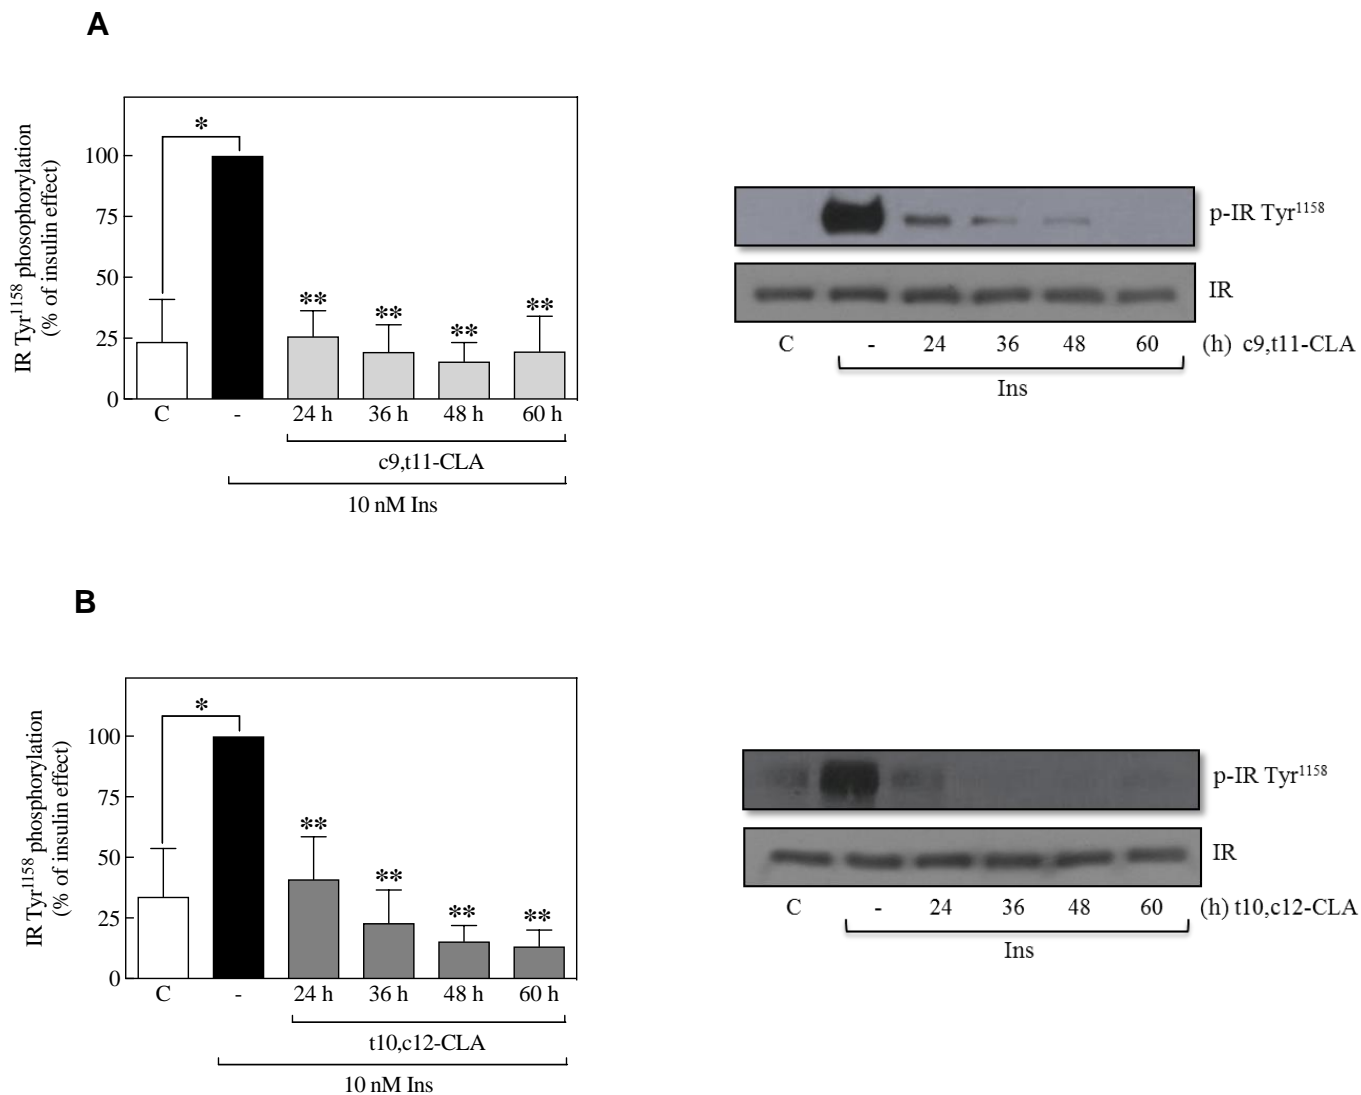 A
IR Tyr1158 phosophorylation
(% of insulin effect)
100
75
50
25
0
*
**
**
**
**
C - 24 h 36 h 48 h 60 h
c9,t11-CLA
10 nM Ins
p-IR Tyr1158
IR
C - 24 36 48 60 (h) c9,t11-CLA
Ins
B
IR Tyr1158 phosphorylation
(% of insulin effect)
100
75
50
25
0
*
**
**
**
**
C - 24 h 36 h 48 h 60 h
t10,c12-CLA
10 nM Ins
p-IR Tyr1158
IR
C - 24 36 48 60 (h) t10,c12-CLA
Ins